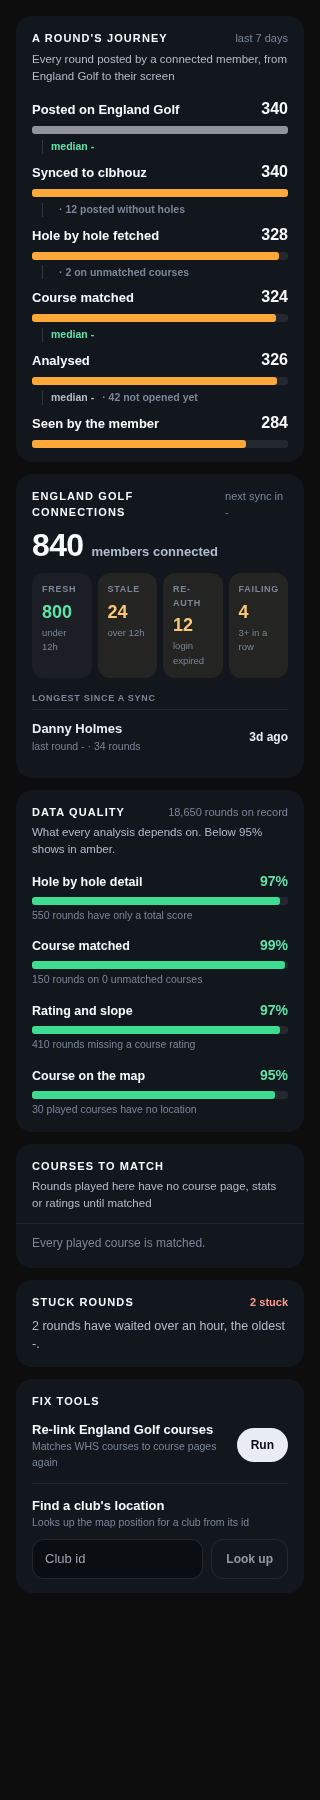 A ROUND'S JOURNEY last 7 days
Every round posted by a connected member, from
England Golf to their screen
Posted on England Golf 340
median -
Synced to clbhouz 340
· 12 posted without holes
Hole by hole fetched 328
· 2 on unmatched courses
Course matched 324
median -
Analysed 326
median - · 42 not opened yet
Seen by the member 284
ENGLAND GOLF
CONNECTIONS
next sync in
-
840 members connected
FRESH
800
under
12h
STALE
24
over 12h
RE-
AUTH
12
login
expired
FAILING
4
3+ in a
row
LONGEST SINCE A SYNC
Danny Holmes
last round - · 34 rounds
3d ago
DATA QUALITY 18,650 rounds on record
What every analysis depends on. Below 95%
shows in amber.
Hole by hole detail 97%
550 rounds have only a total score
Course matched 99%
150 rounds on 0 unmatched courses
Rating and slope 97%
410 rounds missing a course rating
Course on the map 95%
30 played courses have no location
COURSES TO MATCH
Rounds played here have no course page, stats
or ratings until matched
Every played course is matched.
STUCK ROUNDS 2 stuck
2 rounds have waited over an hour, the oldest
-.
FIX TOOLS
Re-link England Golf courses
Matches WHS courses to course pages
again
Run
Find a club's location
Looks up the map position for a club from its id
Club id Look up